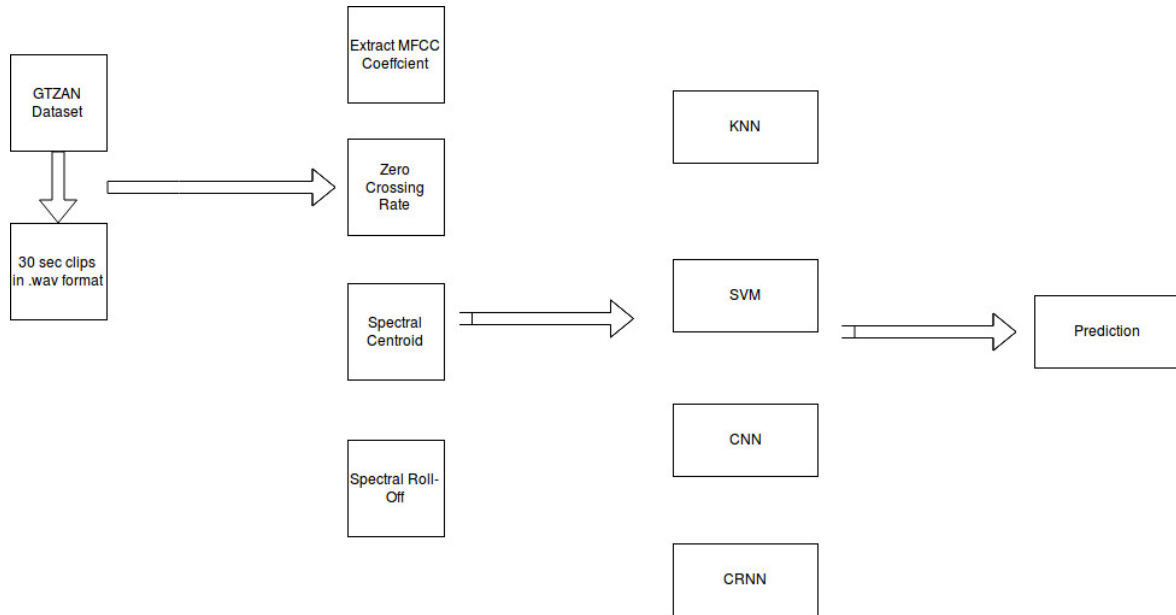 GTZAN
Dataset
30 sec clips
in .wav format
Extract MFCC
Coeffcient
Zero
Crossing
Rate
Spectral
Centroid
Spectral Roll-
Off
KNN
SVM
CNN
CRNN
Prediction